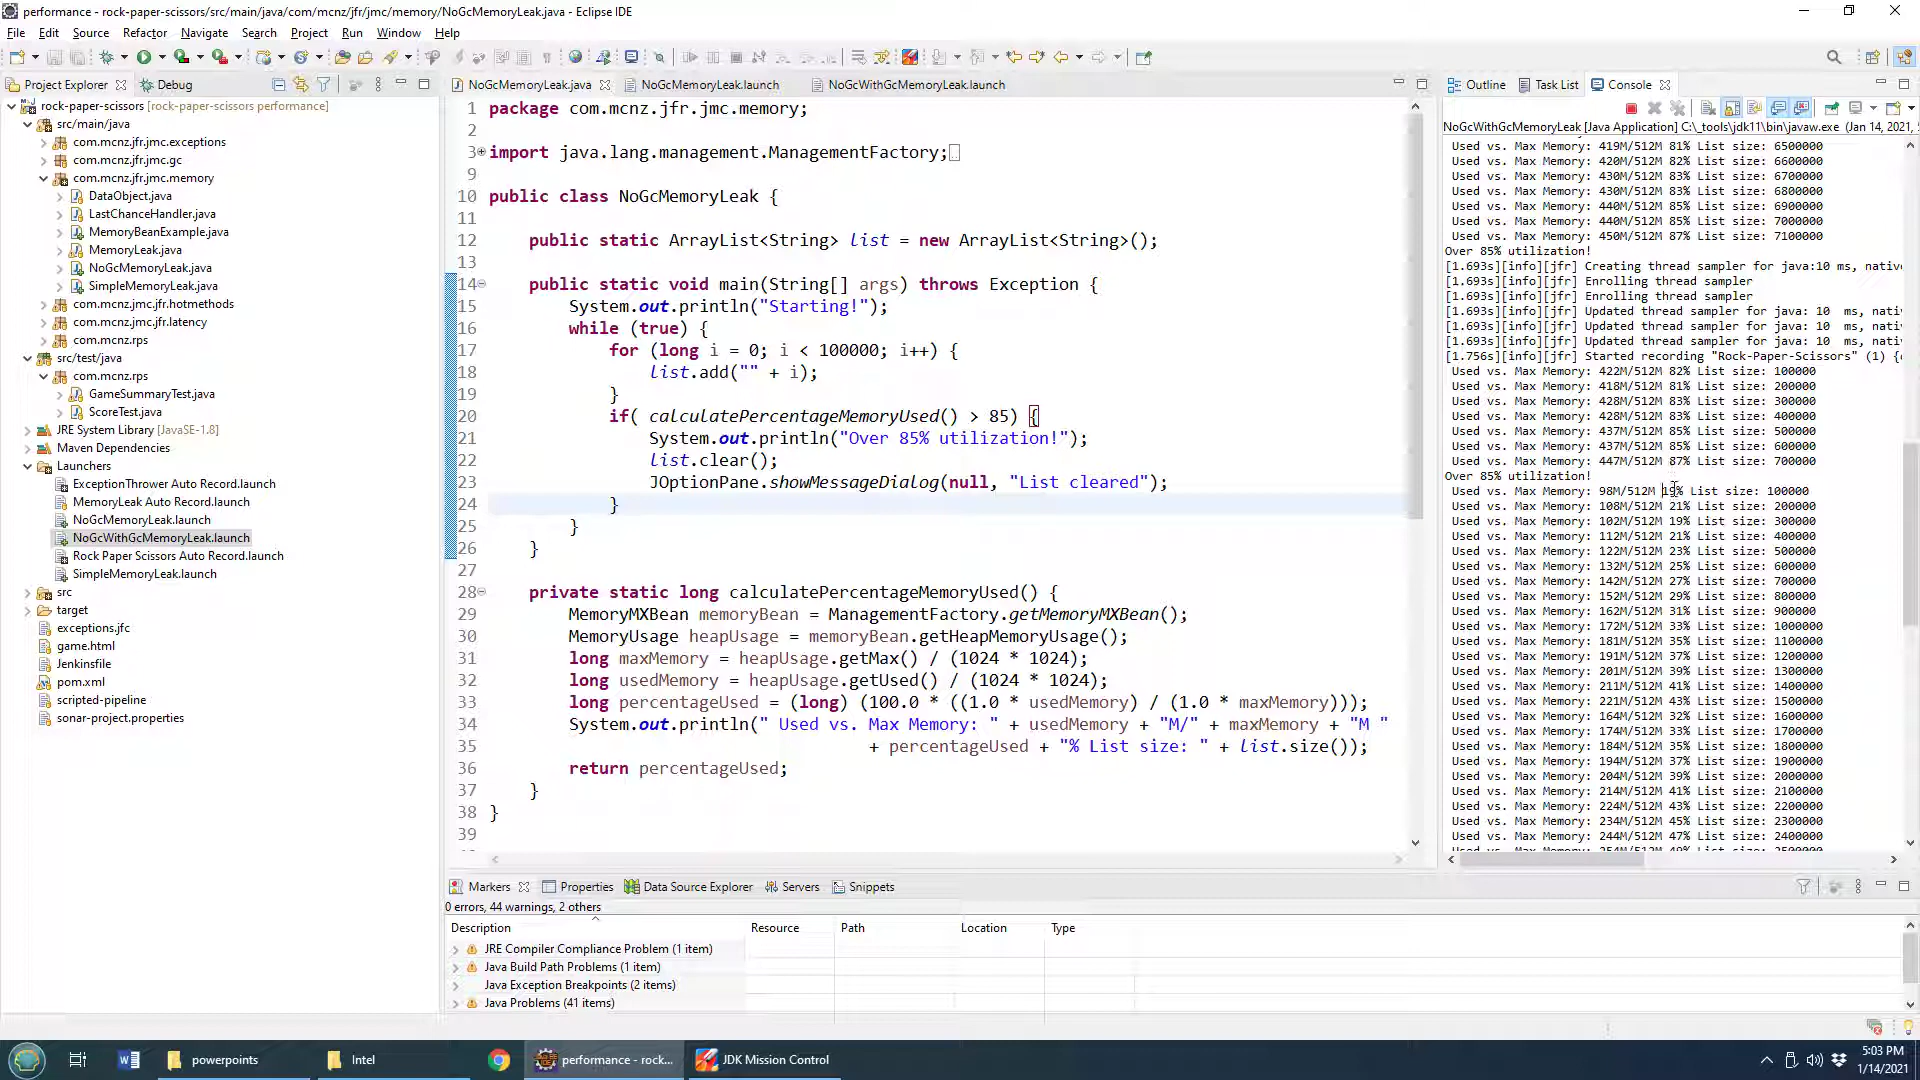 performance - rock-paper-scissors/src/main/java/com/mcnz/jfr/jmc/memory/NoGcMemoryLeak.java - Eclipse IDE
File Edit Source Refactor Navigate Search Project Run Window Help
Project Explorer
Debug
rock-paper-scissors [rock-paper-scissors performance]
src/main/java
com.mcnz.jfr.jmc.exceptions
com.mcnz.jfr.jmc.gc
com.mcnz.jfr.jmc.memory
DataObject.java
LastChanceHandler.java
MemoryBeanExample.java
MemoryLeak.java
NoGcMemoryLeak.java
SimpleMemoryLeak.java
com.mcnz.jmc.jfr.hotmethods
com.mcnz.jmc.jfr.latency
com.mcnz.rps
src/test/java
com.mcnz.rps
GameSummaryTest.java
ScoreTest.java
JRE System Library [JavaSE-1.8]
Maven Dependencies
Launchers
ExceptionThrower Auto Record.launch
MemoryLeak Auto Record.launch
NoGcMemoryLeak.launch
NoGcWithGcMemoryLeak.launch
Rock Paper Scissors Auto Record.launch
SimpleMemoryLeak.launch
src
target
exceptions.jfc
game.html
Jenkinsfile
pom.xml
scripted-pipeline
sonar-project.properties
NoGcMemoryLeak.java
NoGcMemoryLeak.launch
NoGcWithGcMemoryLeak.launch
1 package com.mcnz.jfr.jmc.memory;
2
3 import java.lang.management.ManagementFactory;
9
10 public class NoGcMemoryLeak {
11
12 public static ArrayList<String> list = new ArrayList<String>();
13
14 public static void main(String[] args) throws Exception {
15 System.out.println("Starting!");
16 while (true) {
17 for (long i = 0; i < 100000; i++) {
18 list.add("" + i);
19 }
20 if( calculatePercentageMemoryUsed() > 85) {
21 System.out.println("Over 85% utilization!");
22 list.clear();
23 JOptionPane.showMessageDialog(null, "List cleared");
24 }
25 }
26 }
27
28 private static long calculatePercentageMemoryUsed() {
29 MemoryMXBean memoryBean = ManagementFactory.getMemoryMXBean();
30 MemoryUsage heapUsage = memoryBean.getHeapMemoryUsage();
31 long maxMemory = heapUsage.getMax() / (1024 * 1024);
32 long usedMemory = heapUsage.getUsed() / (1024 * 1024);
33 long percentageUsed = (long) (100.0 * ((1.0 * usedMemory) / (1.0 * maxMemory)));
34 System.out.println(" Used vs. Max Memory: " + usedMemory + "M/" + maxMemory + "M "
35 + percentageUsed + "% List size: " + list.size());
36 return percentageUsed;
37 }
38 }
39
Outline
Task List
Console
NoGcWithGcMemoryLeak [Java Application] C:\_tools\jdk11\bin\javaw.exe (Jan 14, 2021,
Used vs. Max Memory: 419M/512M 81% List size: 6500000
Used vs. Max Memory: 420M/512M 82% List size: 6600000
Used vs. Max Memory: 430M/512M 83% List size: 6700000
Used vs. Max Memory: 430M/512M 83% List size: 6800000
Used vs. Max Memory: 440M/512M 85% List size: 6900000
Used vs. Max Memory: 440M/512M 85% List size: 7000000
Used vs. Max Memory: 450M/512M 87% List size: 7100000
Over 85% utilization!
[1.693s][info][jfr] Creating thread sampler for java:10 ms, native
[1.693s][info][jfr] Enrolling thread sampler
[1.693s][info][jfr] Enrolling thread sampler
[1.693s][info][jfr] Updated thread sampler for java: 10 ms, nati
[1.693s][info][jfr] Updated thread sampler for java: 10 ms, nati
[1.693s][info][jfr] Updated thread sampler for java: 10 ms, nati
[1.756s][info][jfr] Started recording "Rock-Paper-Scissors" (1) {
Used vs. Max Memory: 422M/512M 82% List size: 100000
Used vs. Max Memory: 418M/512M 81% List size: 200000
Used vs. Max Memory: 428M/512M 83% List size: 300000
Used vs. Max Memory: 428M/512M 83% List size: 400000
Used vs. Max Memory: 437M/512M 85% List size: 500000
Used vs. Max Memory: 437M/512M 85% List size: 600000
Used vs. Max Memory: 447M/512M 87% List size: 700000
Over 85% utilization!
Used vs. Max Memory: 98M/512M 19% List size: 100000
Used vs. Max Memory: 108M/512M 21% List size: 200000
Used vs. Max Memory: 102M/512M 19% List size: 300000
Used vs. Max Memory: 112M/512M 21% List size: 400000
Used vs. Max Memory: 122M/512M 23% List size: 500000
Used vs. Max Memory: 132M/512M 25% List size: 600000
Used vs. Max Memory: 142M/512M 27% List size: 700000
Used vs. Max Memory: 152M/512M 29% List size: 800000
Used vs. Max Memory: 162M/512M 31% List size: 900000
Used vs. Max Memory: 172M/512M 33% List size: 1000000
Used vs. Max Memory: 181M/512M 35% List size: 1100000
Used vs. Max Memory: 191M/512M 37% List size: 1200000
Used vs. Max Memory: 201M/512M 39% List size: 1300000
Used vs. Max Memory: 211M/512M 41% List size: 1400000
Used vs. Max Memory: 221M/512M 43% List size: 1500000
Used vs. Max Memory: 164M/512M 32% List size: 1600000
Used vs. Max Memory: 174M/512M 33% List size: 1700000
Used vs. Max Memory: 184M/512M 35% List size: 1800000
Used vs. Max Memory: 194M/512M 37% List size: 1900000
Used vs. Max Memory: 204M/512M 39% List size: 2000000
Used vs. Max Memory: 214M/512M 41% List size: 2100000
Used vs. Max Memory: 224M/512M 43% List size: 2200000
Used vs. Max Memory: 234M/512M 45% List size: 2300000
Used vs. Max Memory: 244M/512M 47% List size: 2400000
Used vs. Max Memory: 254M/512M 49% List size: 2500000
Markers
Properties
Data Source Explorer
Servers
Snippets
0 errors, 44 warnings, 2 others
Description Resource Path Location Type
JRE Compiler Compliance Problem (1 item)
Java Build Path Problems (1 item)
Java Exception Breakpoints (2 items)
Java Problems (41 items)
powerpoints
Intel
performance - rock...
JDK Mission Control
5:03 PM
1/14/2021